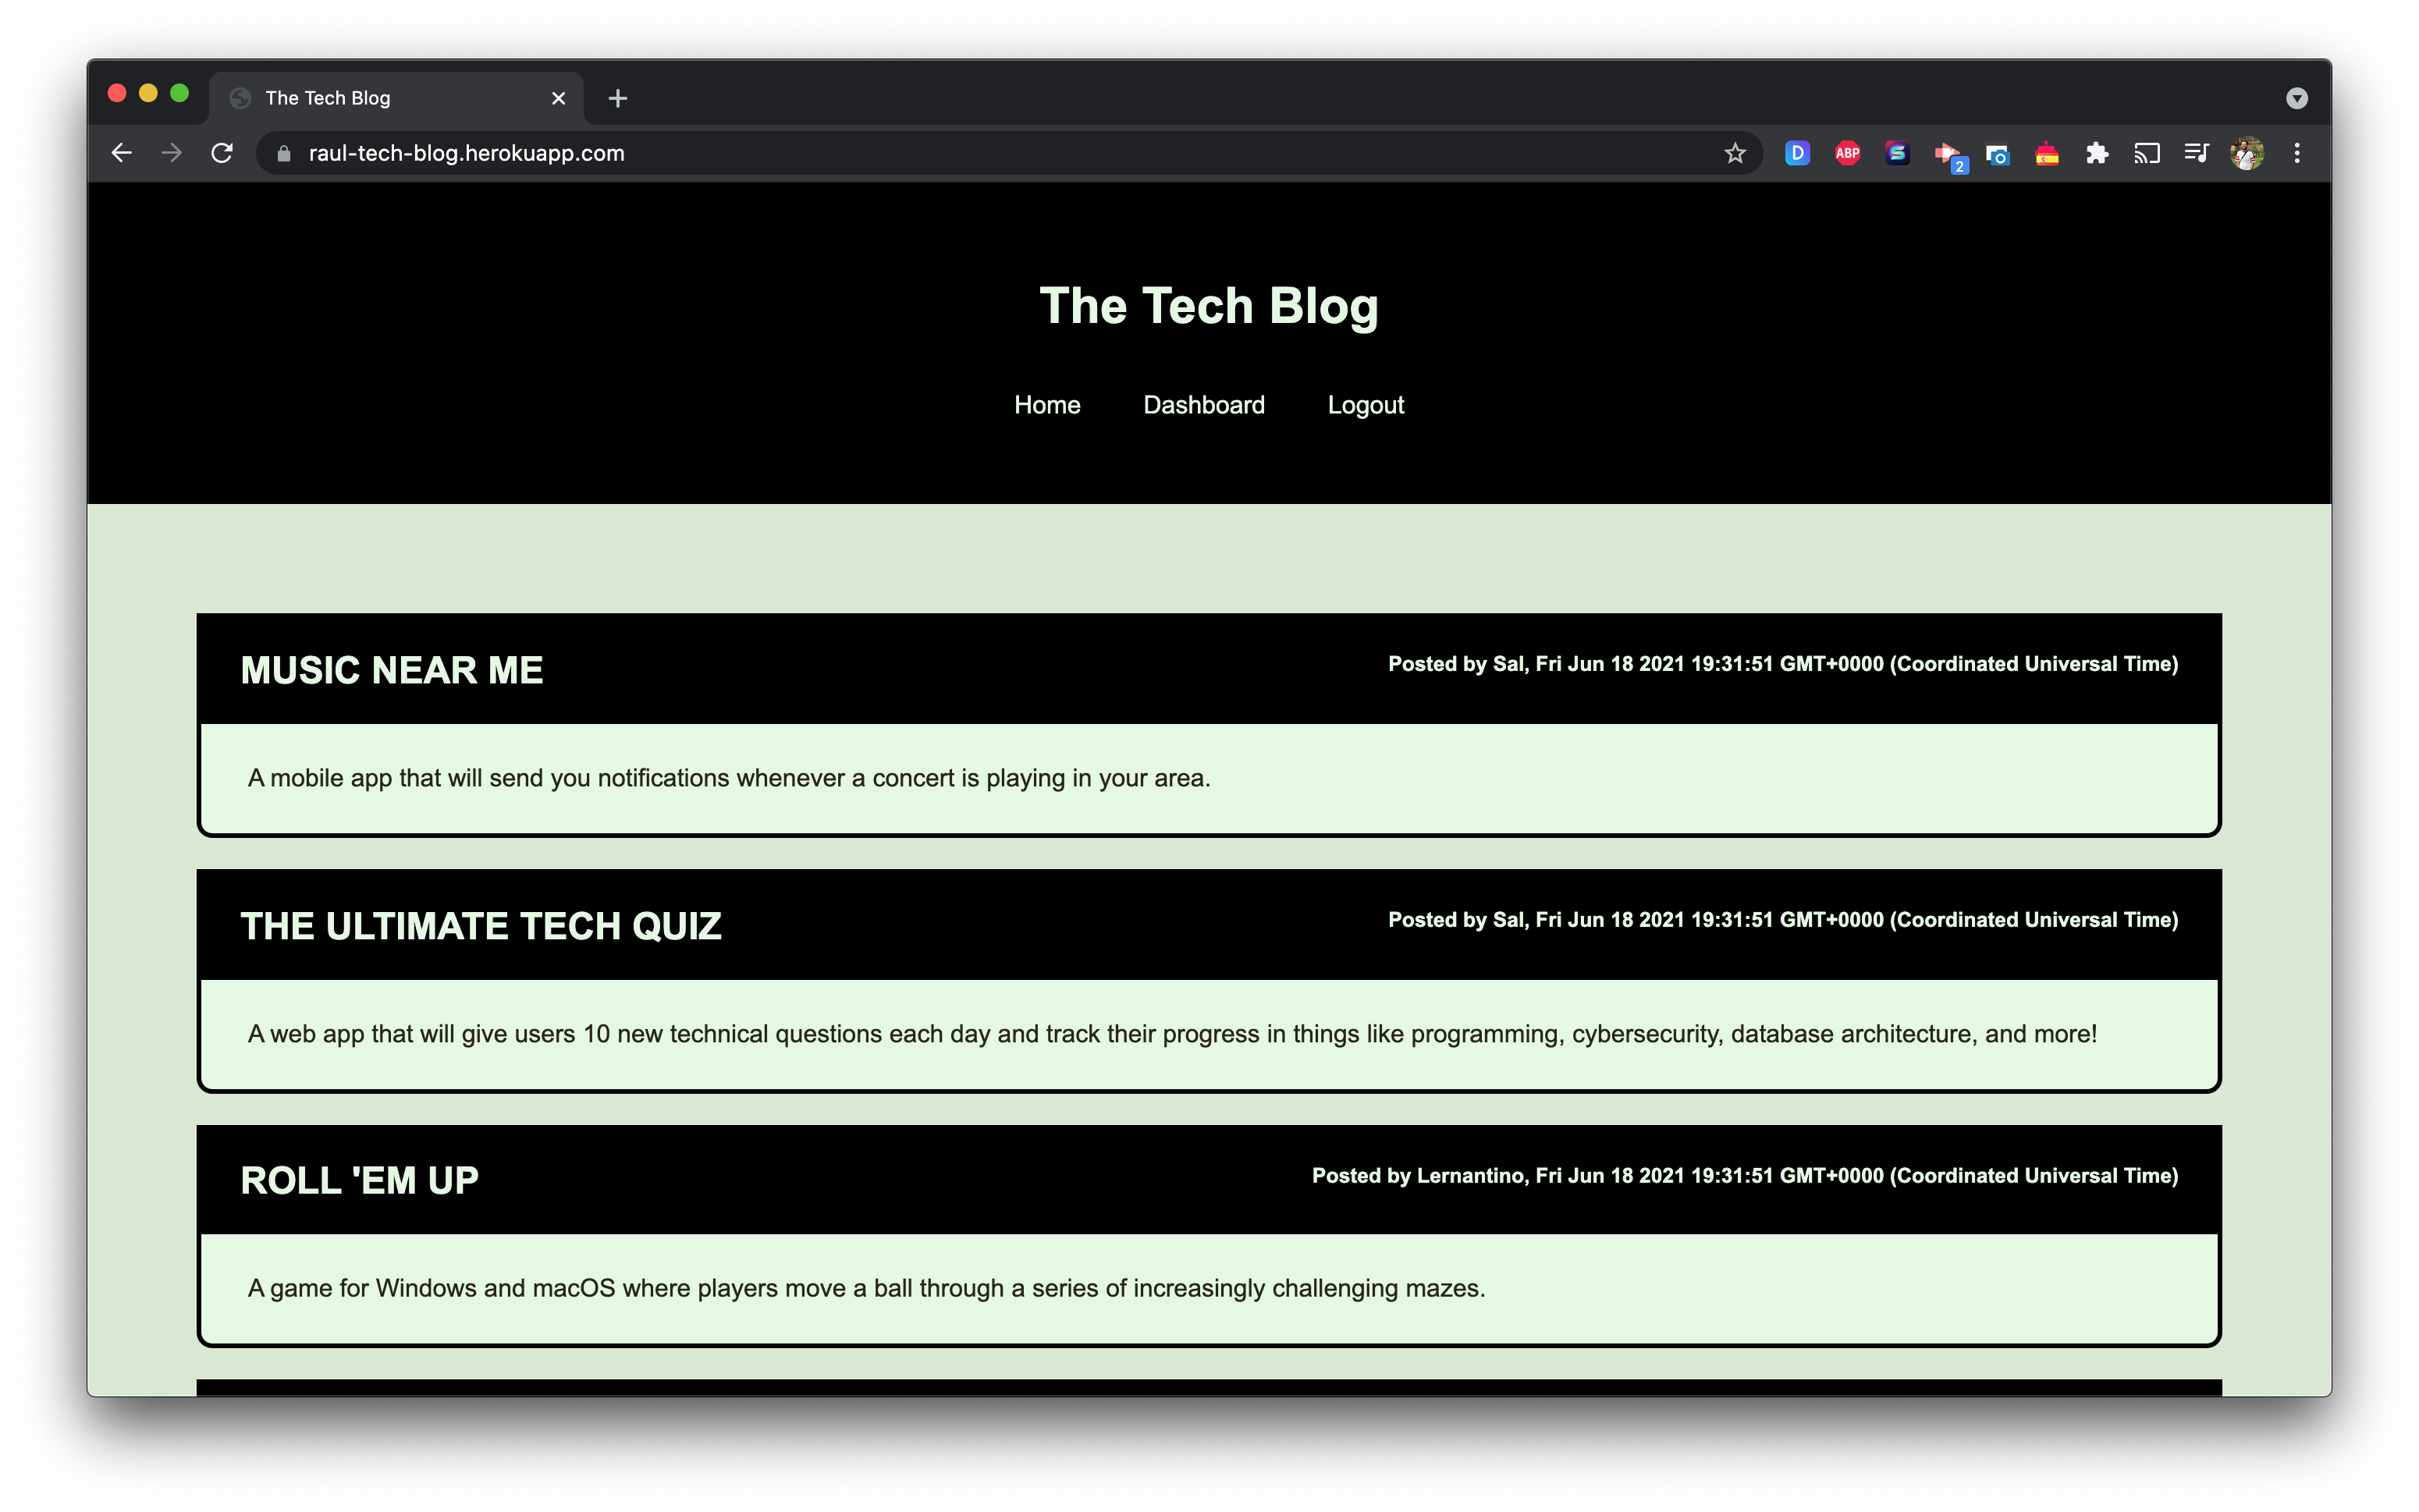 The Tech Blog
raul-tech-blog.herokuapp.com
D
ABP
S
2
The Tech Blog
Home Dashboard Logout
MUSIC NEAR ME
Posted by Sal, Fri Jun 18 2021 19:31:51 GMT+0000 (Coordinated Universal Time)
A mobile app that will send you notifications whenever a concert is playing in your area.
THE ULTIMATE TECH QUIZ
Posted by Sal, Fri Jun 18 2021 19:31:51 GMT+0000 (Coordinated Universal Time)
A web app that will give users 10 new technical questions each day and track their progress in things like programming, cybersecurity, database architecture, and more!
ROLL 'EM UP
Posted by Lernantino, Fri Jun 18 2021 19:31:51 GMT+0000 (Coordinated Universal Time)
A game for Windows and macOS where players move a ball through a series of increasingly challenging mazes.